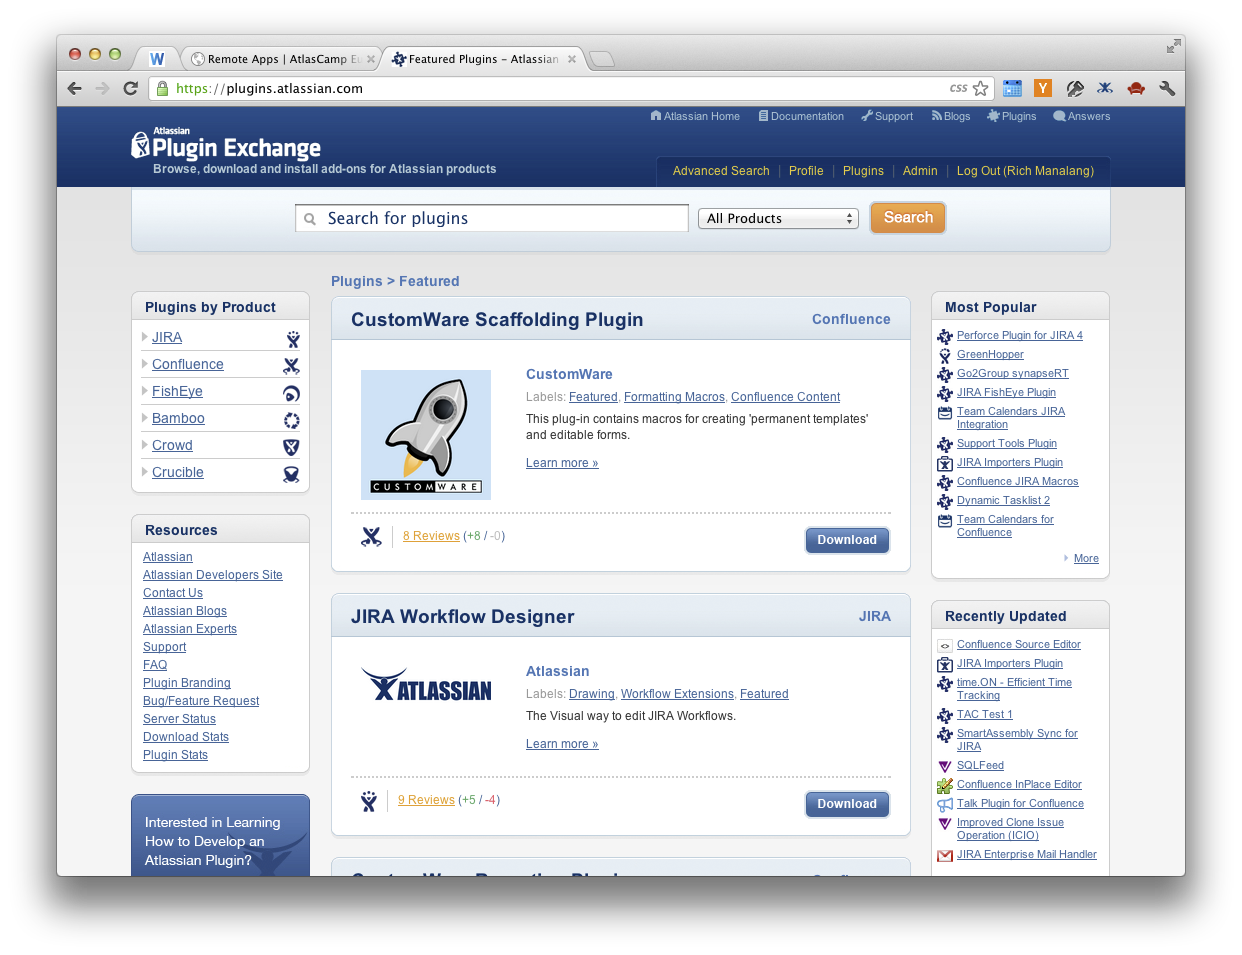 W
Remote Apps | AtlasCamp Eu
Featured Plugins – Atlassian
https://plugins.atlassian.com
CSS
Y
Atlassian Home
Documentation
Support
Blogs
Plugins
Answers
Atlassian
Plugin Exchange
Browse, download and install add-ons for Atlassian products
Advanced Search | Profile | Plugins | Admin | Log Out (Rich Manalang)
Search for plugins
All Products
Search
Plugins by Product
JIRA
Confluence
FishEye
Bamboo
Crowd
Crucible
Resources
Atlassian
Atlassian Developers Site
Contact Us
Atlassian Blogs
Atlassian Experts
Support
FAQ
Plugin Branding
Bug/Feature Request
Server Status
Download Stats
Plugin Stats
Interested in Learning
How to Develop an
Atlassian Plugin?
Plugins > Featured
CustomWare Scaffolding Plugin
Confluence
CUSTOMWARE
CustomWare
Labels: Featured, Formatting Macros, Confluence Content
This plug-in contains macros for creating 'permanent templates'
and editable forms.
Learn more »
8 Reviews (+8 / -0)
Download
JIRA Workflow Designer
JIRA
ATLASSIAN
Atlassian
Labels: Drawing, Workflow Extensions, Featured
The Visual way to edit JIRA Workflows.
Learn more »
9 Reviews (+5 / -4)
Download
Most Popular
Perforce Plugin for JIRA 4
GreenHopper
Go2Group synapseRT
JIRA FishEye Plugin
Team Calendars JIRA
Integration
Support Tools Plugin
JIRA Importers Plugin
Confluence JIRA Macros
Dynamic Tasklist 2
Team Calendars for
Confluence
More
Recently Updated
Confluence Source Editor
JIRA Importers Plugin
time.ON - Efficient Time
Tracking
TAC Test 1
SmartAssembly Sync for
JIRA
SQLFeed
Confluence InPlace Editor
Talk Plugin for Confluence
Improved Clone Issue
Operation (ICIO)
JIRA Enterprise Mail Handler